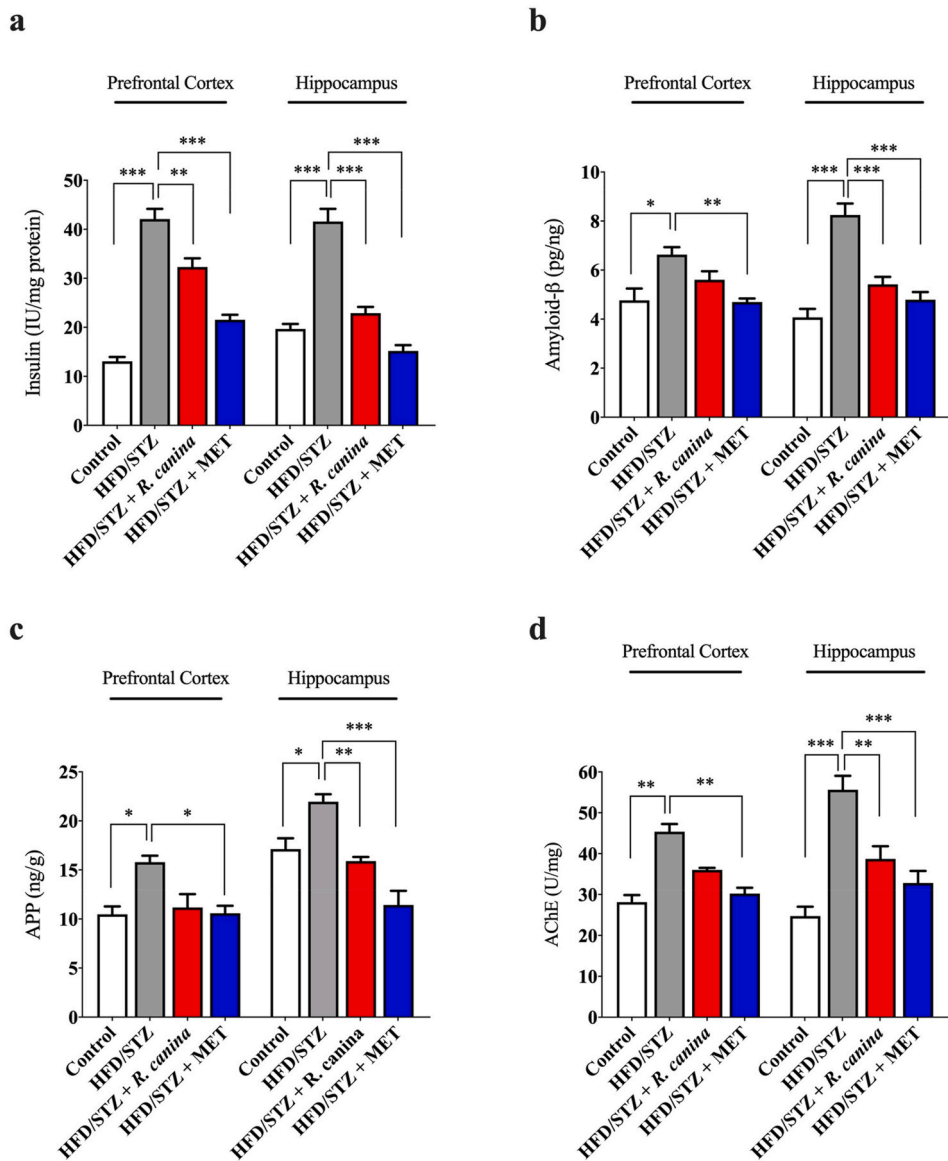 a
Prefrontal Cortex
Hippocampus
***
***
***
**
***
***
50
40
30
20
10
0
Insulin (IU/mg protein)
Control
HFD/STZ
HFD/STZ + R. canina
HFD/STZ + MET
Control
HFD/STZ
HFD/STZ + R. canina
HFD/STZ + MET
b
Prefrontal Cortex
Hippocampus
***
*
**
***
***
10
8
6
4
2
0
Amyloid-β (pg/ng)
Control
HFD/STZ
HFD/STZ + R. canina
HFD/STZ + MET
Control
HFD/STZ
HFD/STZ + R. canina
HFD/STZ + MET
c
Prefrontal Cortex
Hippocampus
***
*
**
*
*
25
20
15
10
5
0
APP (ng/g)
Control
HFD/STZ
HFD/STZ + R. canina
HFD/STZ + MET
Control
HFD/STZ
HFD/STZ + R. canina
HFD/STZ + MET
d
Prefrontal Cortex
Hippocampus
***
***
**
**
**
60
50
40
30
20
10
0
AChE (U/mg)
Control
HFD/STZ
HFD/STZ + R. canina
HFD/STZ + MET
Control
HFD/STZ
HFD/STZ + R. canina
HFD/STZ + MET